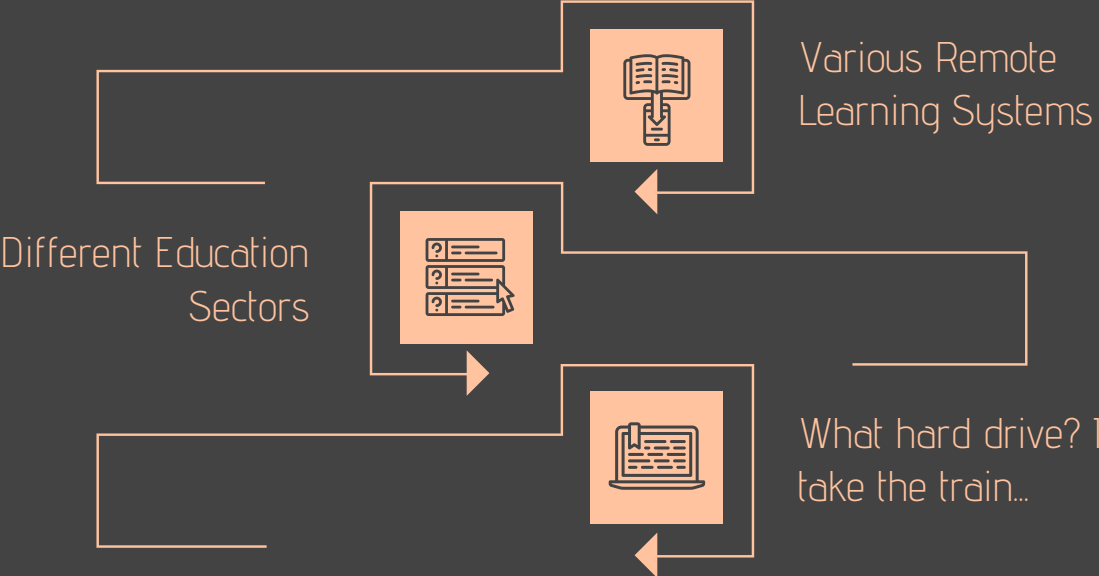 Various Remote
Learning Systems
Different Education
Sectors
What hard drive?
take the train...